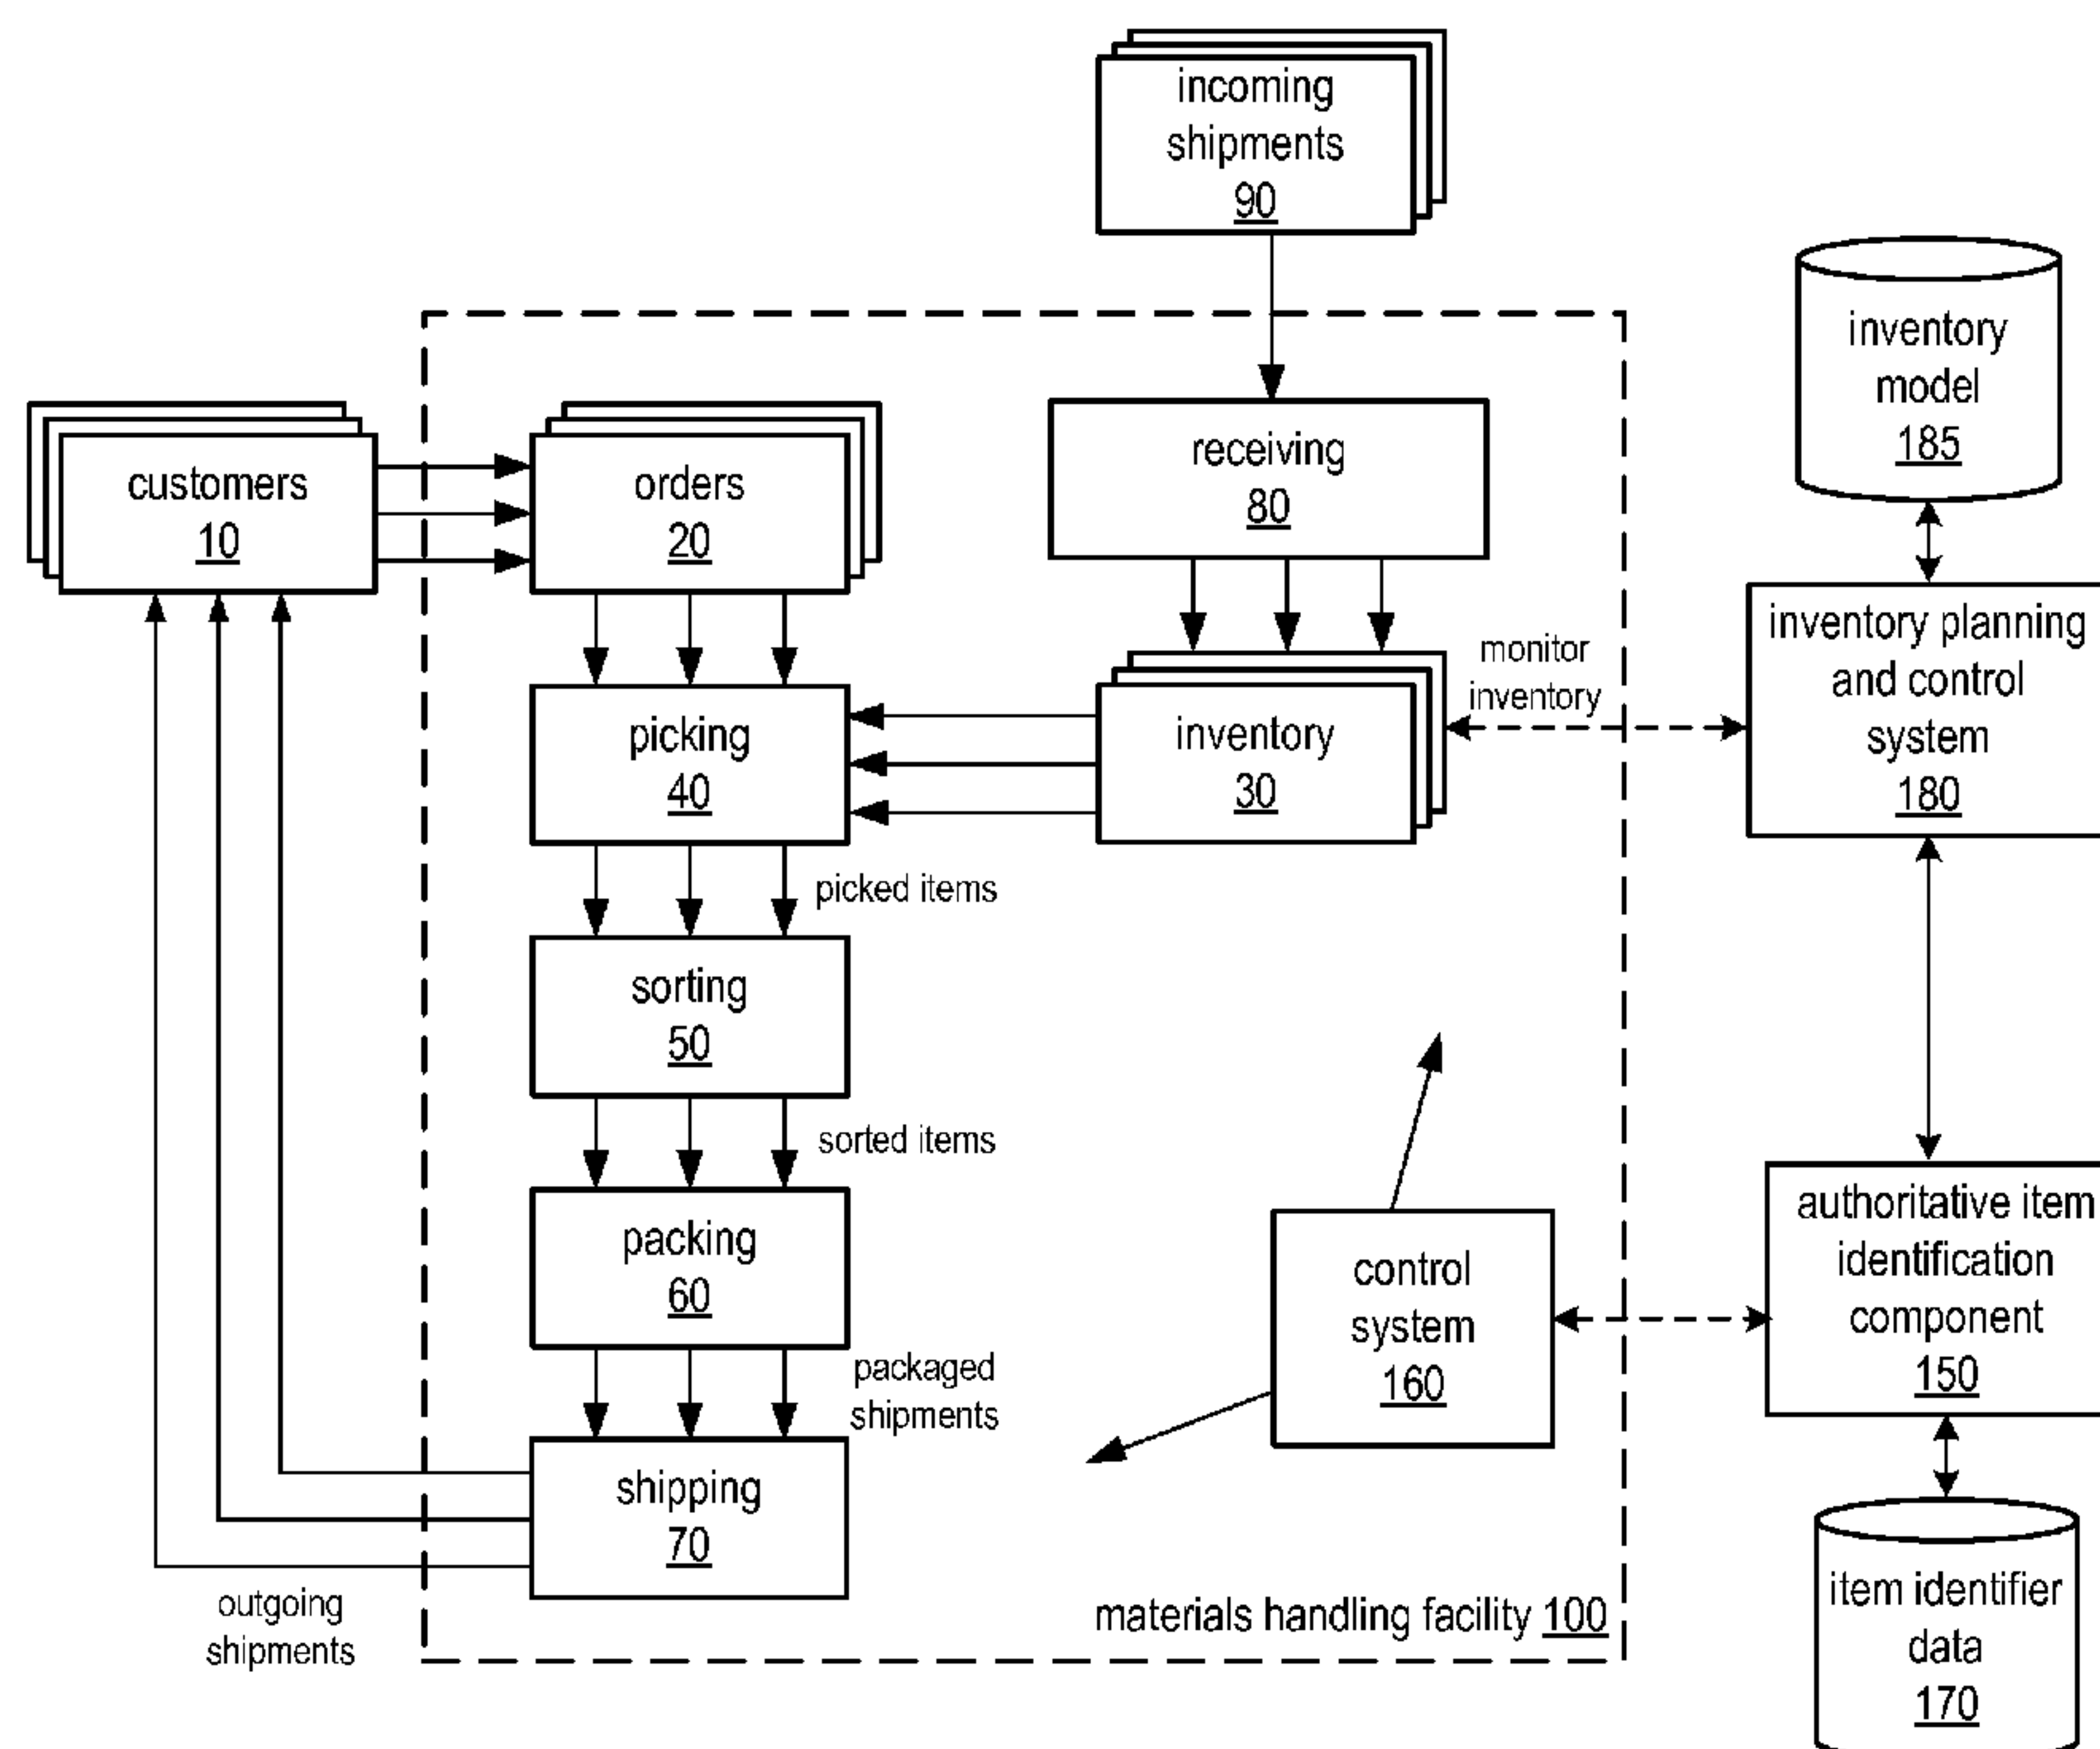 incoming
shipments
90
inventory
model
185
customers
10
orders
20
receiving
80
inventory planning
and control
system
180
monitor
inventory
picking
40
inventory
30
picked items
sorting
50
sorted items
packing
60
authoritative item
identification
component
150
control
system
160
packaged
shipments
shipping
70
outgoing
shipments
materials handling facility 100
item identifier
data
170